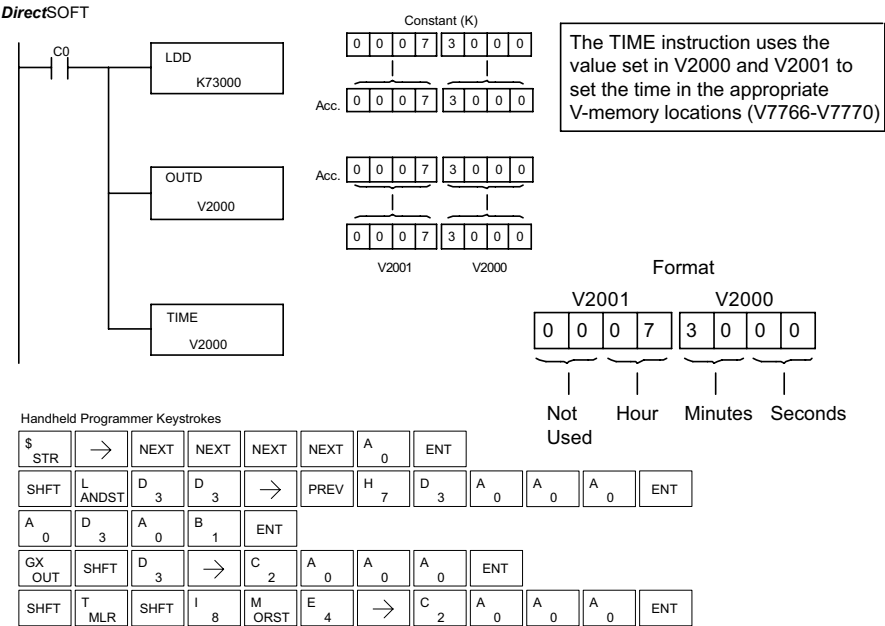 DirectSOFT
Constant (K)
C0
LDD
K73000
0 0 0 7 3 0 0 0
Acc. 0 0 0 7 3 0 0 0
The TIME instruction uses the
value set in V2000 and V2001 to
set the time in the appropriate
V-memory locations (V7766-V7770)
OUTD
V2000
Acc. 0 0 0 7 3 0 0 0
0 0 0 7 3 0 0 0
V2001 V2000
TIME
V2000
Format
V2001 V2000
0 0 0 7 3 0 0 0
Not Used Hour Minutes Seconds
Handheld Programmer Keystrokes
$ STR → NEXT NEXT NEXT NEXT A 0 ENT
SHFT L ANDST D 3 D 3 → PREV H 7 D 3 A 0 A 0 A 0 ENT
A 0 D 3 A 0 B 1 ENT
GX OUT SHFT D 3 → C 2 A 0 A 0 A 0 ENT
SHFT T MLR SHFT I 8 M ORST E 4 → C 2 A 0 A 0 A 0 ENT